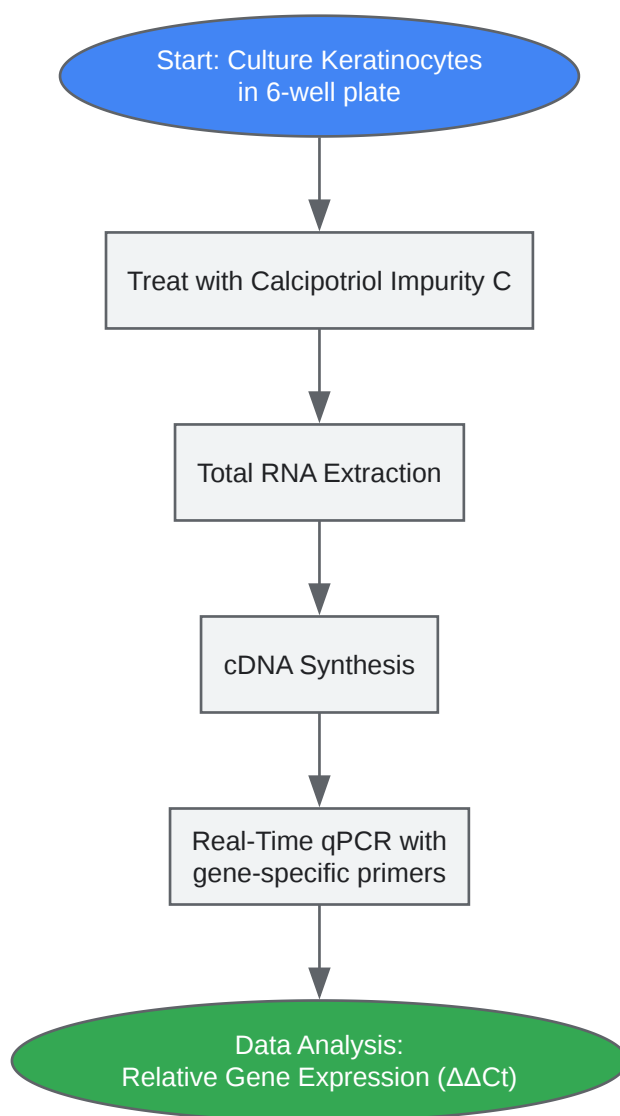 Start: Culture Keratinocytes
in 6-well plate
Treat with Calcipotriol Impurity C
Total RNA Extraction
cDNA Synthesis
Real-Time qPCR with
gene-specific primers
Data Analysis:
Relative Gene Expression (ΔΔCt)